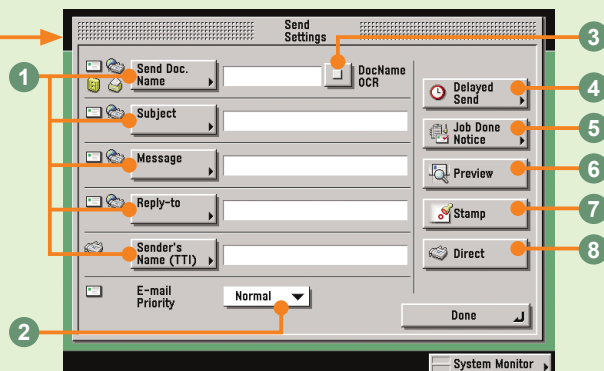 Send
Settings
3
1
Send Doc.
Name
DocName
OCR
4
Delayed
Send
Subject
5
Job Done
Notice
Message
6
Preview
Reply-to
7
Stamp
Sender's
Name (TTI)
8
Direct
E-mail
Priority
Normal
2
Done
System Monitor